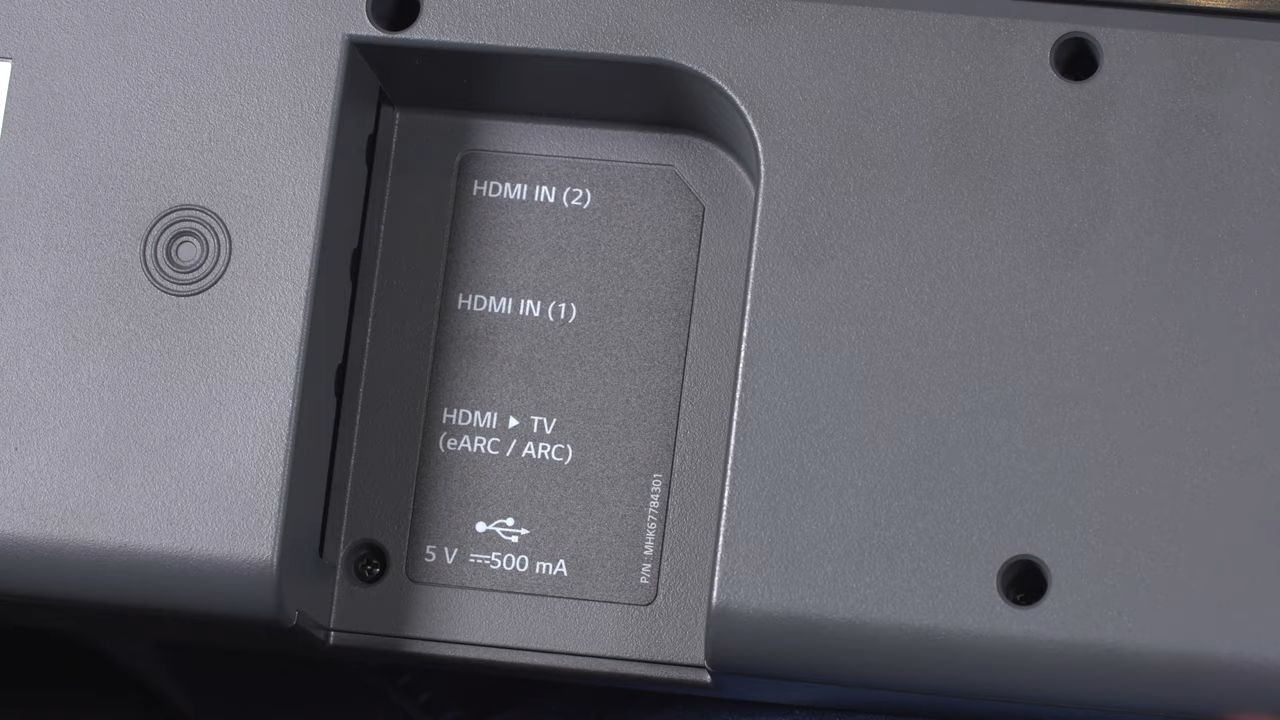 HDMI IN (2)
HDMI IN (1)
HDMI ▶ TV
(eARC / ARC)
5 V ⎓500 mA
P/N : MHK67784301